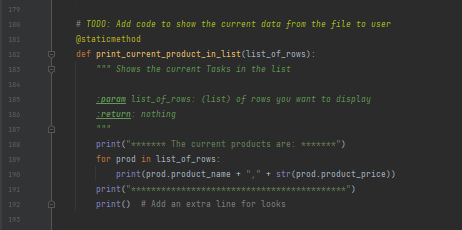 179
180 # TODO: Add code to show the current data from the file to user
181 @staticmethod
182 def print_current_product_in_list(list_of_rows):
183 """ Shows the current Tasks in the list
184
185 :param list_of_rows: (list) of rows you want to display
186 :return: nothing
187 """
188 print("******* The current products are: *******")
189 for prod in list_of_rows:
190 print(prod.product_name + "," + str(prod.product_price))
191 print("*******************************************")
192 print()  # Add an extra line for looks
193